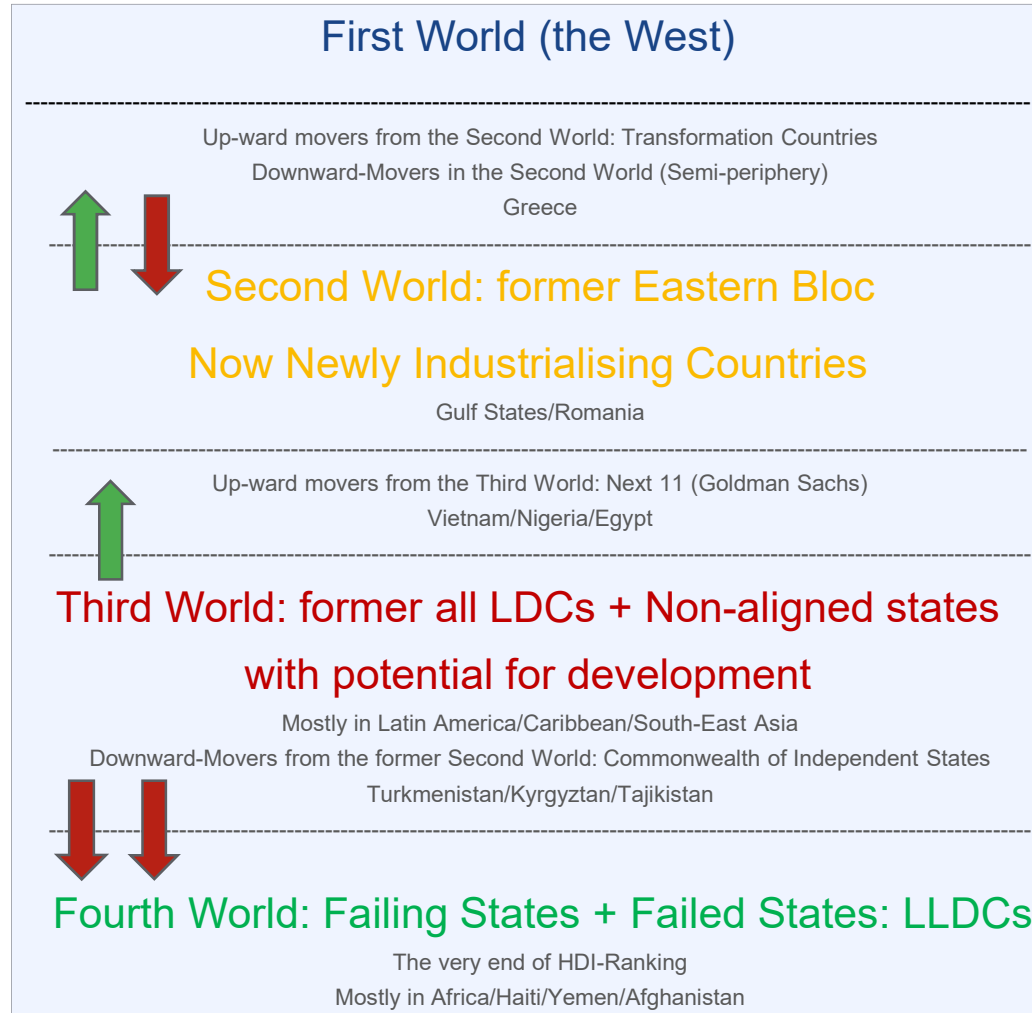 First World (the West)
Up-ward movers from the Second World: Transformation Countries
Downward-Movers in the Second World (Semi-periphery)
Greece
Second World: former Eastern Bloc
Now Newly Industrialising Countries
Gulf States/Romania
Up-ward movers from the Third World: Next 11 (Goldman Sachs)
Vietnam/Nigeria/Egypt
Third World: former all LDCs + Non-aligned states
with potential for development
Mostly in Latin America/Caribbean/South-East Asia
Downward-Movers from the former Second World: Commonwealth of Independent States
Turkmenistan/Kyrgyztan/Tajikistan
Fourth World: Failing States + Failed States: LLDCs
The very end of HDI-Ranking
Mostly in Africa/Haiti/Yemen/Afghanistan